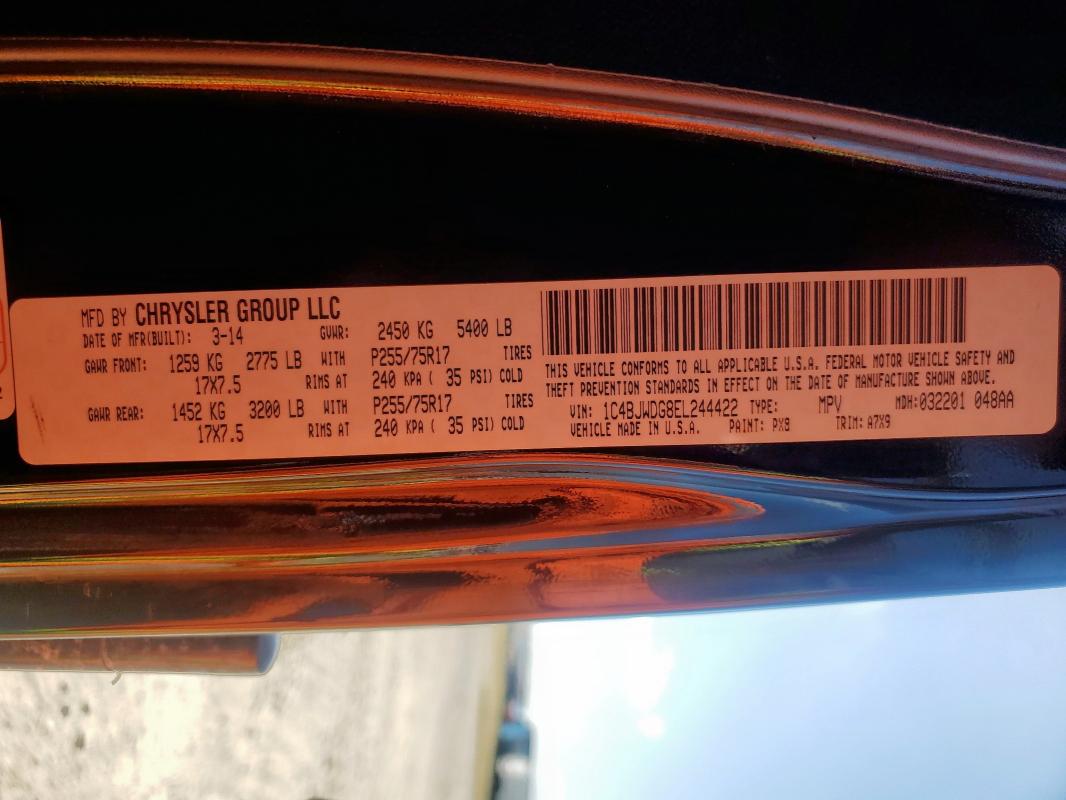 MFD BY CHRYSLER GROUP LLC
DATE OF MFR(BUILT): 3-14 GVWR: 2450 KG 5400 LB
GAWR FRONT: 1259 KG 2775 LB WITH P255/75R17 TIRES
17X7.5 RIMS AT 240 KPA ( 35 PSI) COLD
GAWR REAR: 1452 KG 3200 LB WITH P255/75R17 TIRES
17X7.5 RIMS AT 240 KPA ( 35 PSI) COLD
THIS VEHICLE CONFORMS TO ALL APPLICABLE U.S.A. FEDERAL MOTOR VEHICLE SAFETY AND
THEFT PREVENTION STANDARDS IN EFFECT ON THE DATE OF MANUFACTURE SHOWN ABOVE.
VIN: 1C4BJWDG8EL244422 TYPE: MPV MDH:032201 048AA
VEHICLE MADE IN U.S.A. PAINT: PX8 TRIM: A7X9